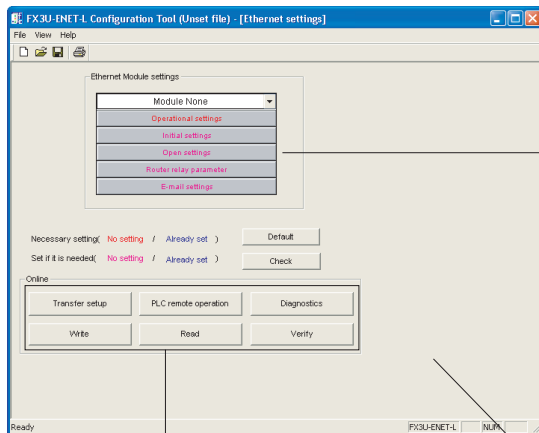 FX3U-ENET-L Configuration Tool (Unset file) - [Ethernet settings]
File View Help
Ethernet Module settings
Module None
Operational settings
Initial settings
Open settings
Router relay parameter
E-mail settings
Necessary setting( No setting / Already set ) Default
Set if it is needed( No setting / Already set ) Check
Online
Transfer setup PLC remote operation Diagnostics
Write Read Verify
Ready FX3U-ENET-L NUM